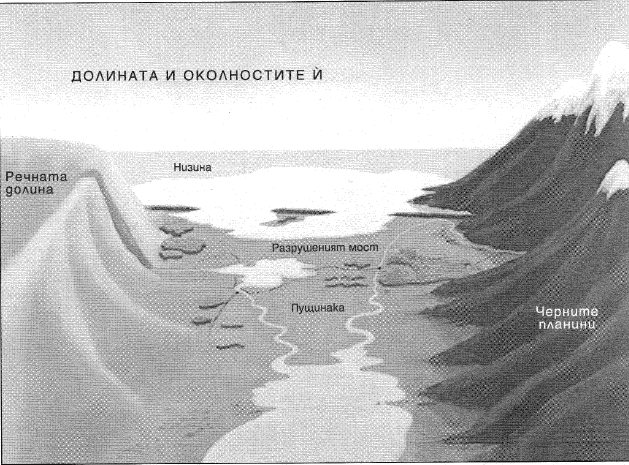 ДОЛИНАТА И ОКОЛНОСТИТЕ Ѝ
Низина
Речната
долина
Разрушеният мост
Пущинака
Черните
планини